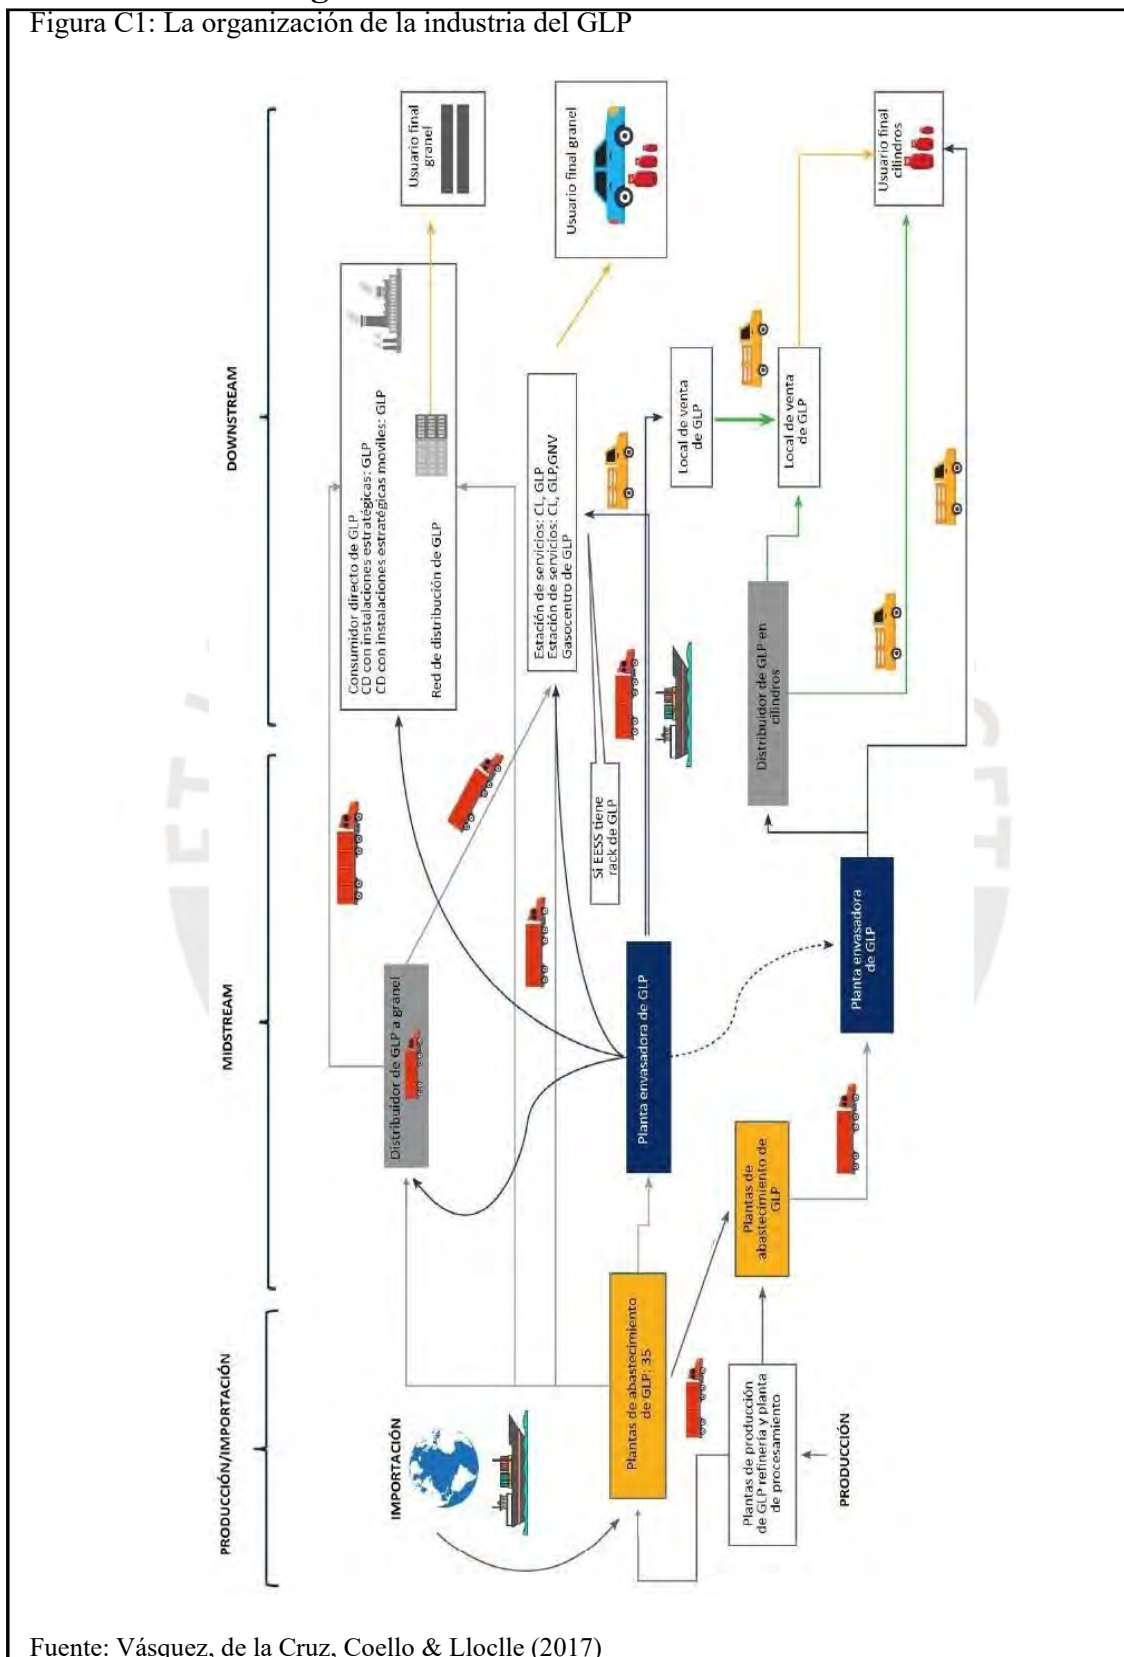 Figura C1: La organización de la industria del GLP
PRODUCCIÓN/IMPORTACIÓN
MIDSTREAM
DOWNSTREAM
IMPORTACIÓN
Distribuidor de GLP a granel
Consumidor directo de GLP
CD con instalaciones estratégicas: GLP
CD con instalaciones estratégicas moviles: GLP
Red de distribución de GLP
Usuario final
granel
Estación de servicios: CL, GLP
Estación de servicios: CL, GLP,GNV
Gasocentro de GLP
Usuario final granel
Si EESS tiene
rack de GLP
Plantas de abastecimiento
de GLP: 35
Planta envasadora de GLP
Local de venta
de GLP
Local de venta
de GLP
Plantas de producción
de GLP refinería y planta
de procesamiento
PRODUCCIÓN
Plantas de
abastecimiento de
GLP
Planta envasadora
de GLP
Distribuidor de GLP en
cilindros
Usuario final
cilindros
Fuente: Vásquez, de la Cruz, Coello & Lloclle (2017)